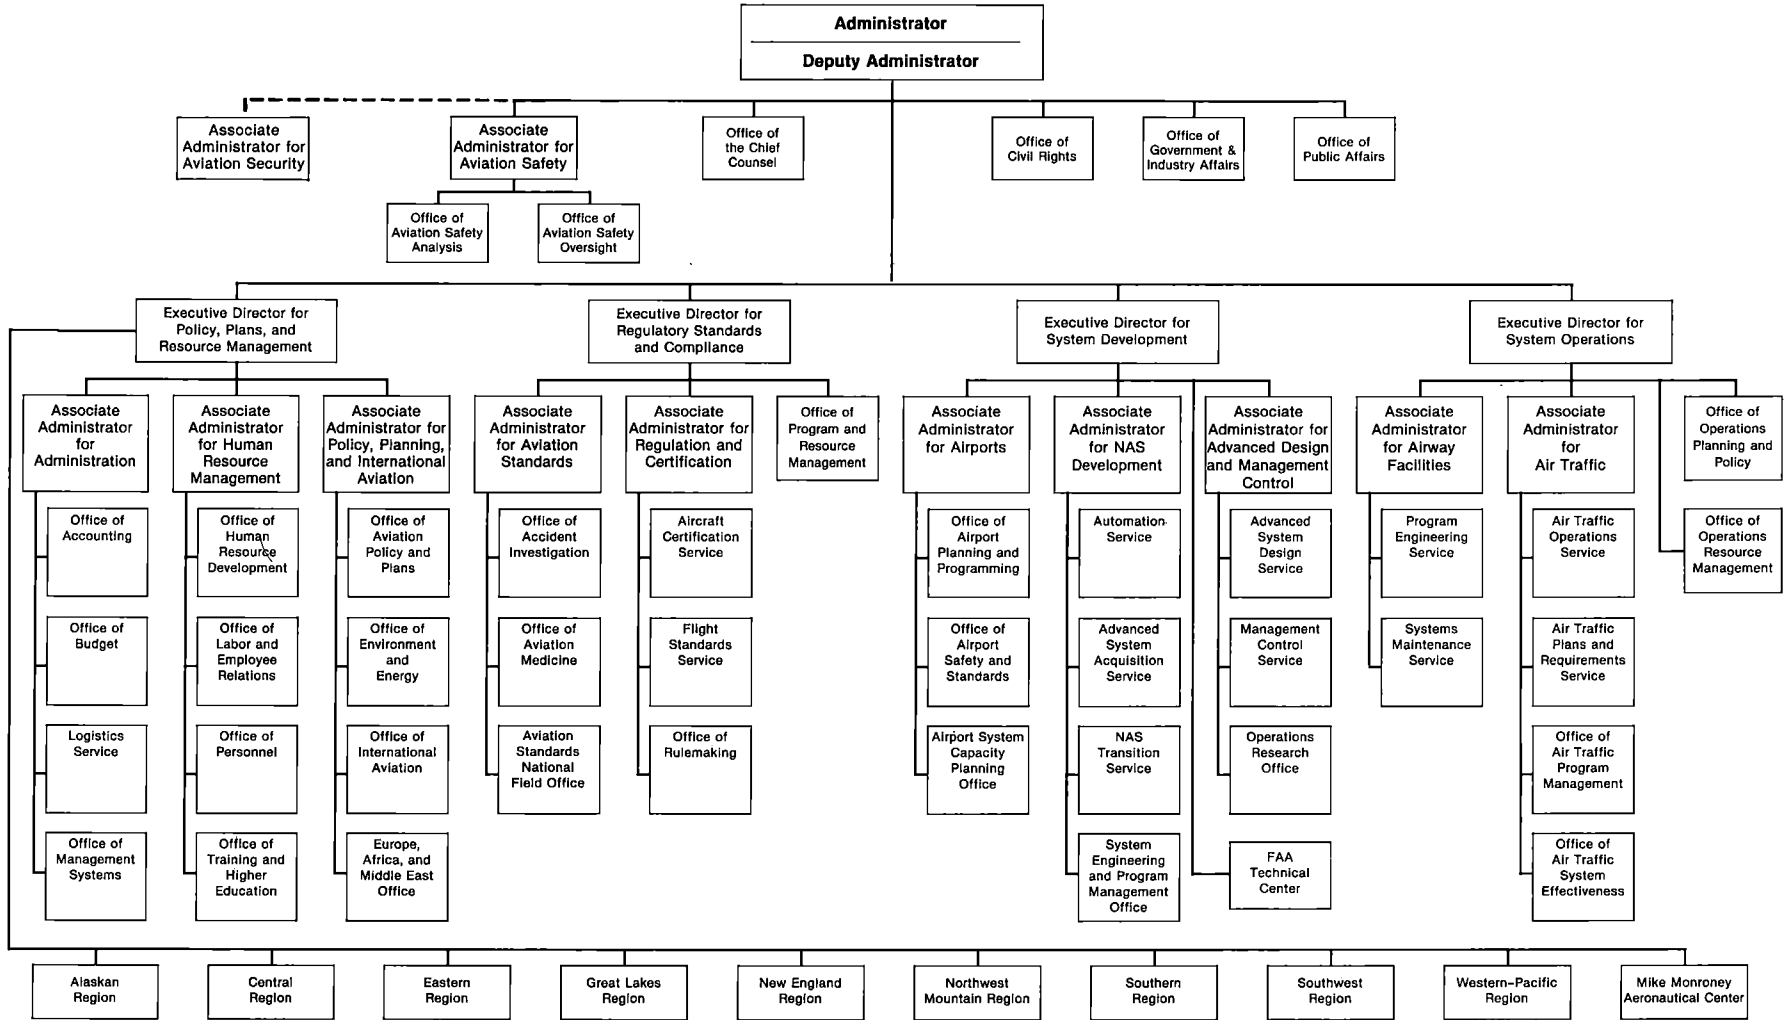 Administrator
Deputy Administrator
Associate
Administrator for
Aviation Security
Associate
Administrator for
Aviation Safety
Office of
the Chief
Counsel
Office of
Civil Rights
Office of
Government &
Industry Affairs
Office of
Public Affairs
Office of
Aviation Safety
Analysis
Office of
Aviation Safety
Oversight
Executive Director for
Policy, Plans, and
Resource Management
Executive Director for
Regulatory Standards
and Compliance
Executive Director for
System Development
Executive Director for
System Operations
Associate
Administrator
for
Administration
Associate
Administrator
for Human
Resource
Management
Associate
Administrator for
Policy, Planning,
and International
Aviation
Associate
Administrator
for Aviation
Standards
Associate
Administrator for
Regulation and
Certification
Office of
Program and
Resource
Management
Associate
Administrator
for Airports
Associate
Administrator
for NAS
Development
Associate
Administrator for
Advanced Design
and Management
Control
Associate
Administrator
for Airway
Facilities
Associate
Administrator
for
Air Traffic
Office of
Operations
Planning and
Policy
Office of
Accounting
Office of
Human
Resource
Development
Office of
Aviation
Policy and
Plans
Office of
Accident
Investigation
Aircraft
Certification
Service
Office of
Airport
Planning and
Programming
Automation
Service
Advanced
System
Design
Service
Program
Engineering
Service
Air Traffic
Operations
Service
Office of
Operations
Resource
Management
Office of
Budget
Office of
Labor and
Employee
Relations
Office of
Environment
and
Energy
Office of
Aviation
Medicine
Flight
Standards
Service
Office of
Airport
Safety and
Standards
Advanced
System
Acquisition
Service
Management
Control
Service
Systems
Maintenance
Service
Air Traffic
Plans and
Requirements
Service
Logistics
Service
Office of
Personnel
Office of
International
Aviation
Aviation
Standards
National
Field Office
Office of
Rulemaking
Airport System
Capacity
Planning
Office
NAS
Transition
Service
Operations
Research
Office
Office of
Air Traffic
Program
Management
Office of
Management
Systems
Office of
Training and
Higher
Education
Europe,
Africa, and
Middle East
Office
System
Engineering
and Program
Management
Office
FAA
Technical
Center
Office of
Air Traffic
System
Effectiveness
Alaskan
Region
Central
Region
Eastern
Region
Great Lakes
Region
New England
Region
Northwest
Mountain Region
Southern
Region
Southwest
Region
Western-Pacific
Region
Mike Monroney
Aeronautical Center